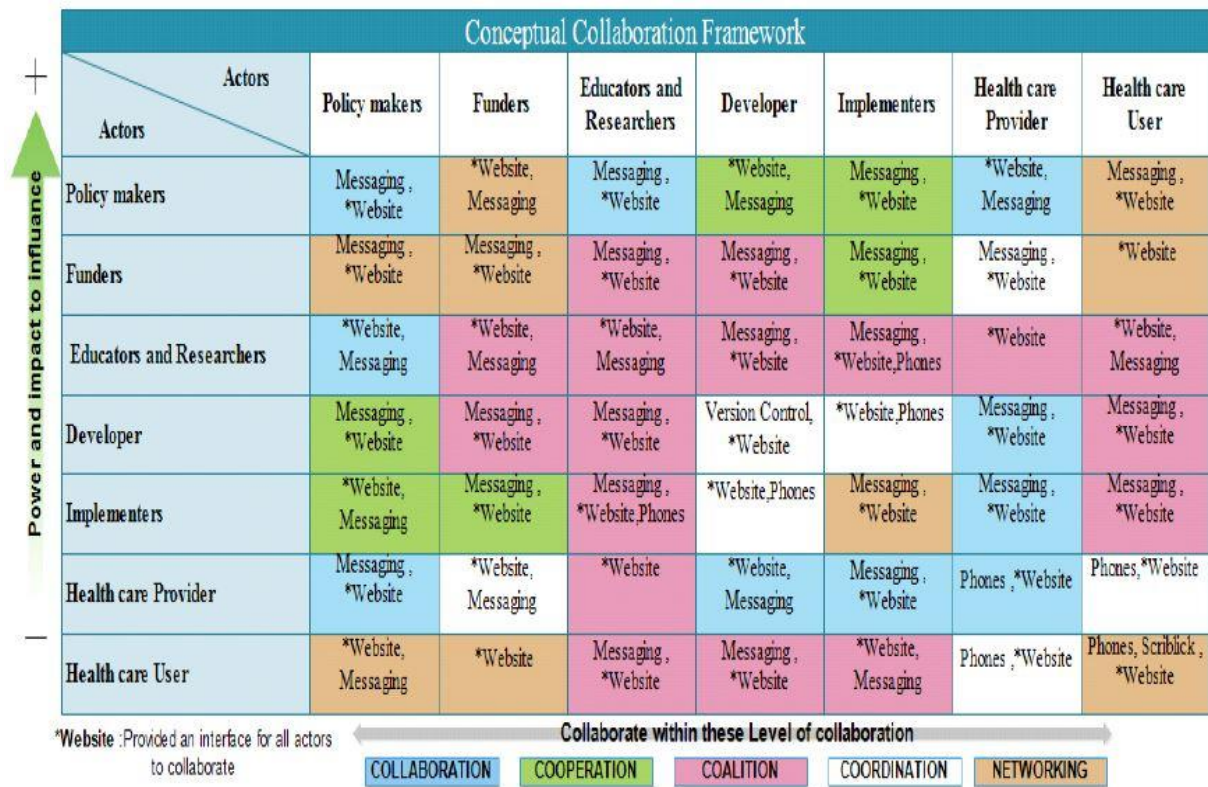 Conceptual Collaboration Framework
Actors
Actors
Policy makers
Funders
Educators and
Researchers
Developer
Implementers
Health care
Provider
Health care
User
Policy makers
Messaging ,
*Website
*Website,
Messaging
Messaging ,
*Website
*Website,
Messaging
Messaging ,
*Website
*Website,
Messaging
Messaging ,
*Website
Funders
Messaging ,
*Website
Messaging ,
*Website
Messaging ,
*Website
Messaging ,
*Website
Messaging ,
*Website
Messaging ,
*Website
*Website
Educators and Researchers
*Website,
Messaging
*Website,
Messaging
*Website,
Messaging
Messaging ,
*Website
Messaging ,
*Website,Phones
*Website
*Website,
Messaging
Developer
Messaging ,
*Website
Messaging ,
*Website
Messaging ,
*Website
Version Control,
*Website
*Website,Phones
Messaging ,
*Website
Messaging ,
*Website
Implementers
*Website,
Messaging
Messaging ,
*Website
Messaging ,
*Website,Phones
*Website,Phones
Messaging ,
*Website
Messaging ,
*Website
Messaging ,
*Website
Health care Provider
Messaging ,
*Website
*Website,
Messaging
*Website
*Website,
Messaging
Messaging ,
*Website
Phones ,*Website
Phones,*Website
Health care User
*Website,
Messaging
*Website
Messaging ,
*Website
Messaging ,
*Website
*Website,
Messaging
Phones ,*Website
Phones, Scriblick ,
*Website
+
Power and impact to influance
−
*Website :Provided an interface for all actors
to collaborate
Collaborate within these Level of collaboration
COLLABORATION
COOPERATION
COALITION
COORDINATION
NETWORKING